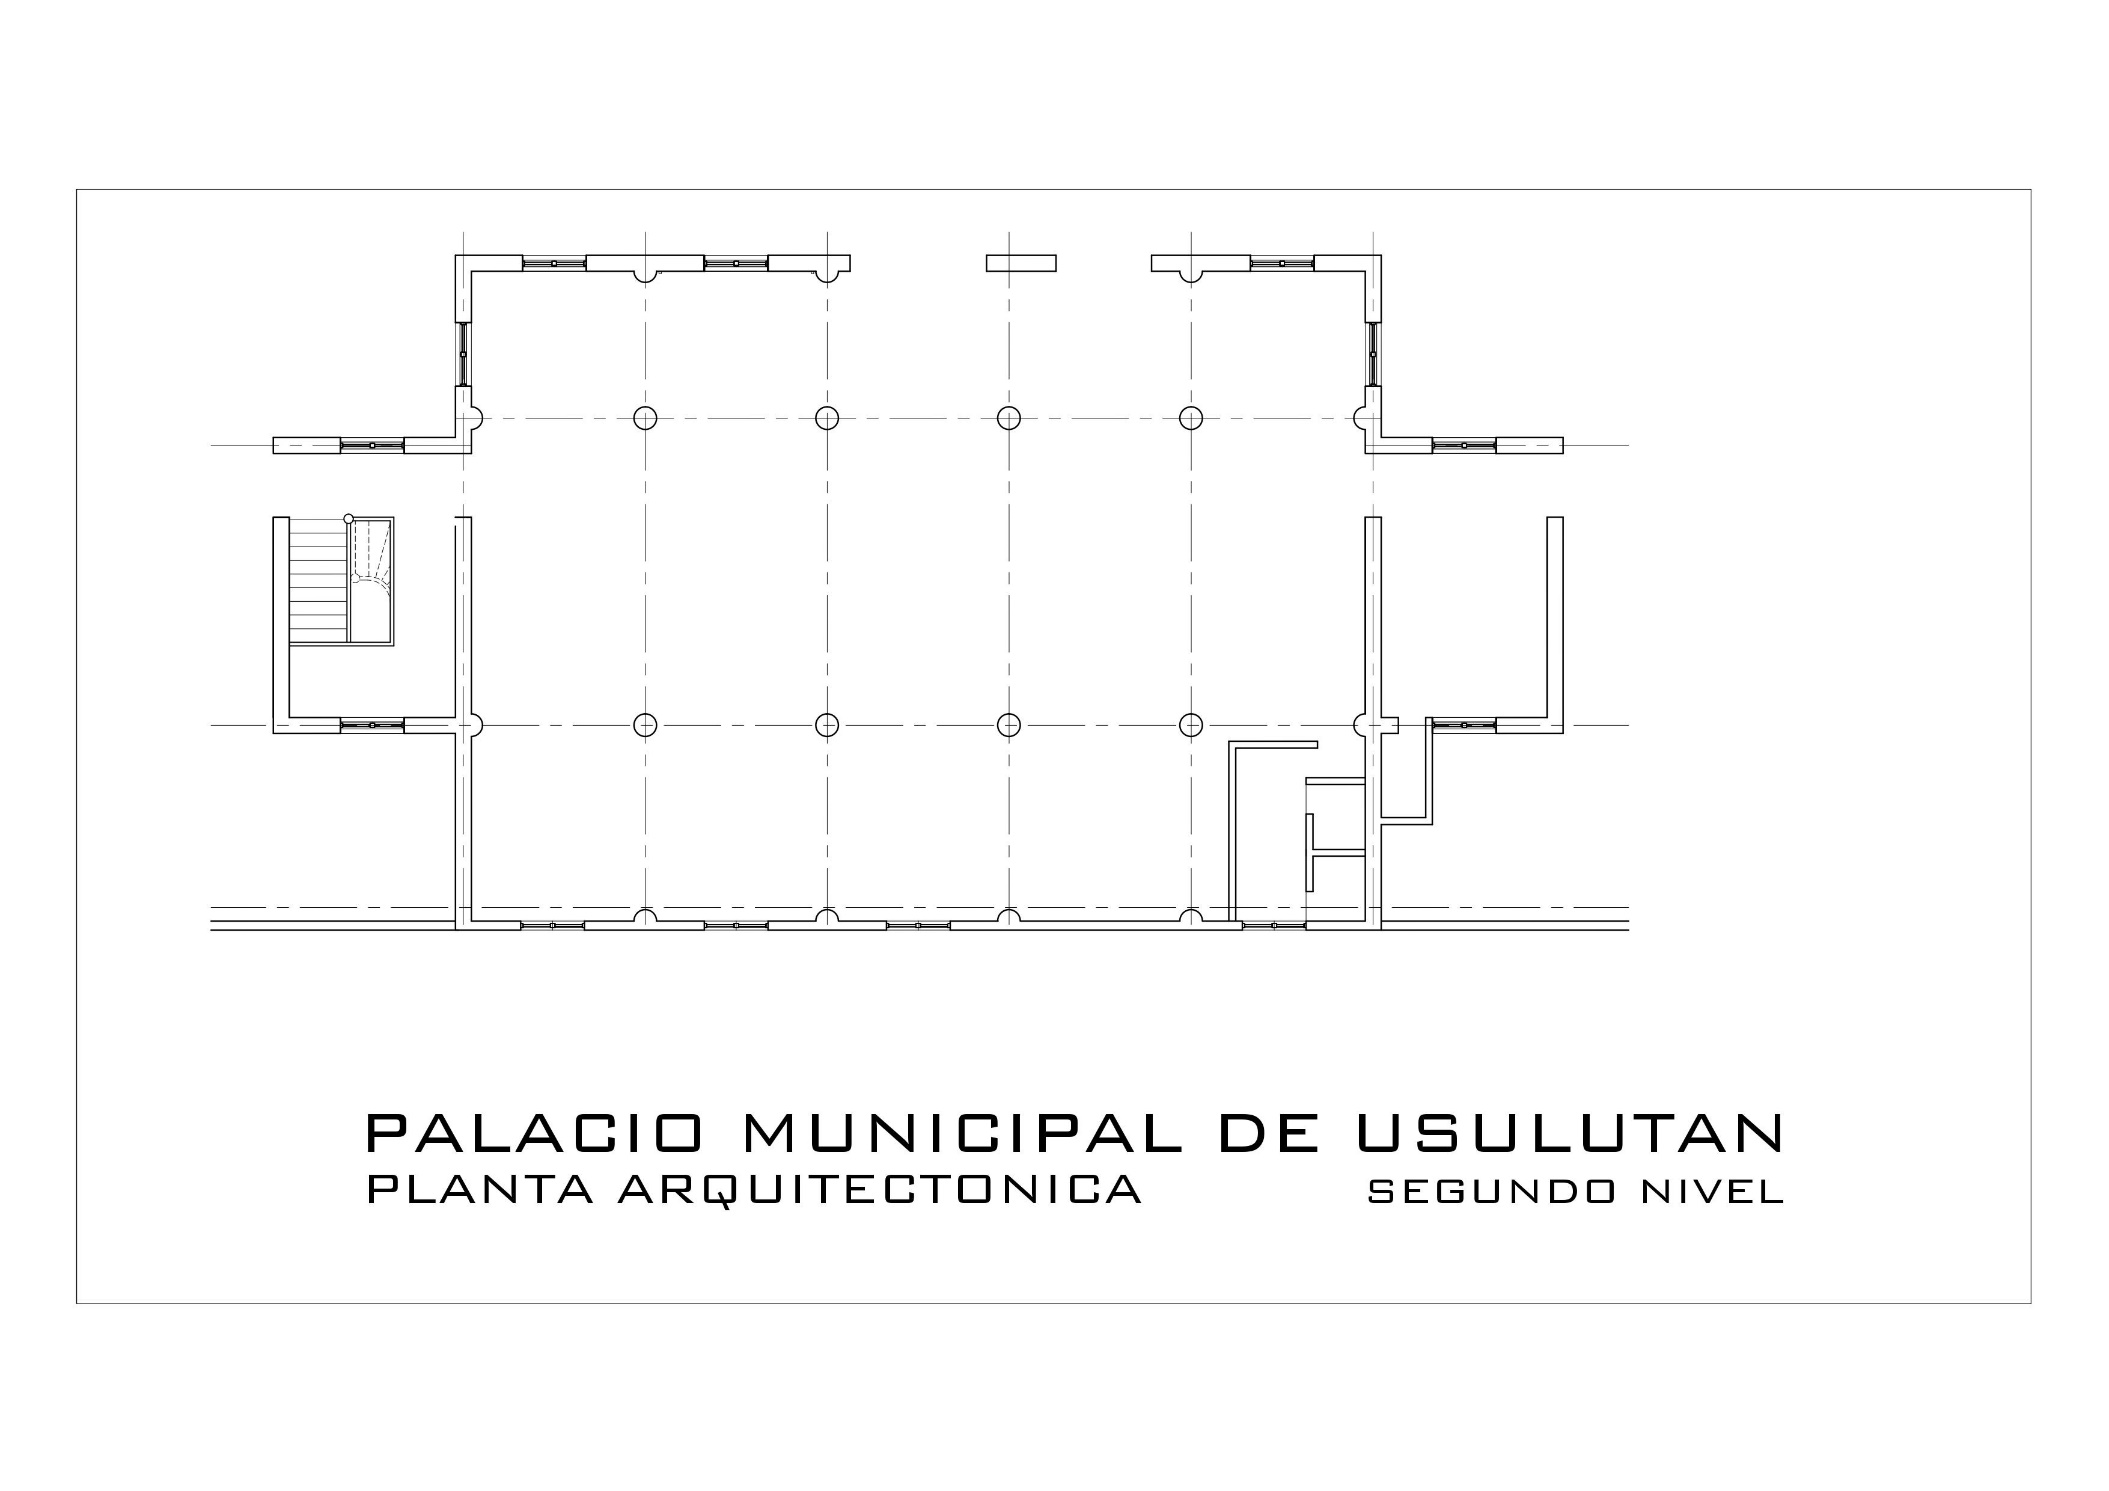 PALACIO MUNICIPAL DE USULUTAN
PLANTA ARQUITECTONICA SEGUNDO NIVEL